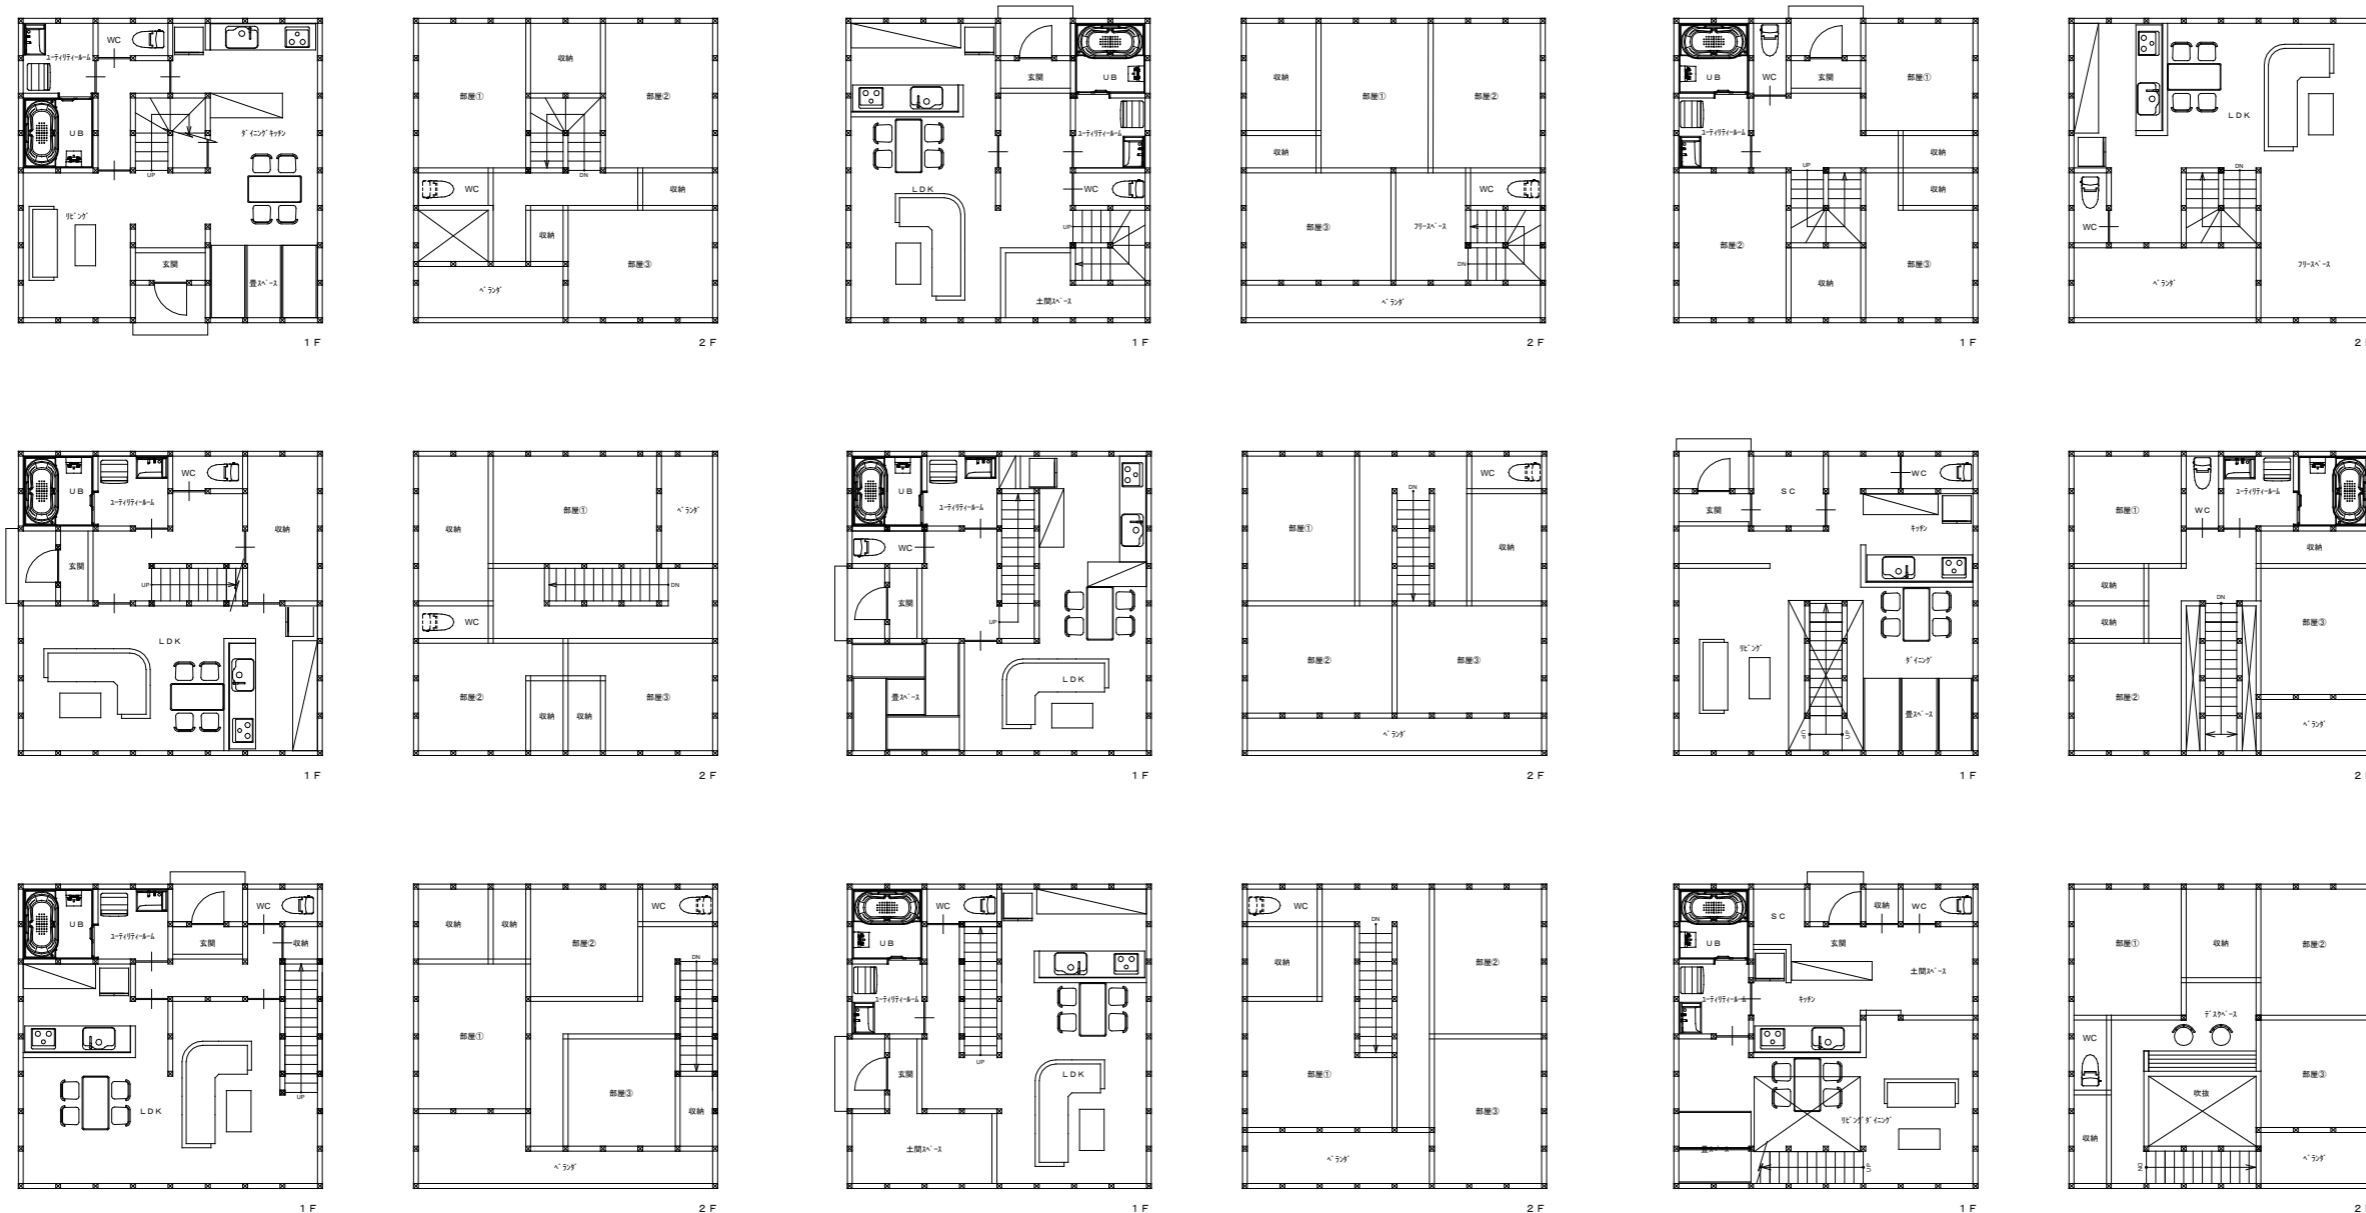 WC
ユーティリティールーム
UB
ダイニングキッチン
UP
リビング
玄関
畳スペース
1F
収納
部屋①
部屋②
DN
WC
収納
収納
部屋③
ベランダ
2F
玄関
UB
ユーティリティールーム
WC
LDK
UP
土間スペース
1F
収納
部屋①
部屋②
収納
WC
部屋③
フリースペース
DN
ベランダ
2F
UB
WC
玄関
部屋①
ユーティリティールーム
収納
UP
収納
部屋②
部屋③
収納
1F
LDK
DN
WC
フリースペース
ベランダ
2F
WC
UB
ユーティリティールーム
収納
玄関
UP
LDK
1F
部屋①
ベランダ
収納
DN
WC
部屋②
部屋③
収納
収納
2F
UB
ユーティリティールーム
WC
玄関
UP
LDK
畳スペース
1F
WC
DN
部屋①
収納
部屋②
部屋③
ベランダ
2F
WC
SC
玄関
キッチン
リビング
ダイニング
畳スペース
UP
UP
1F
部屋①
WC
ユーティリティールーム
収納
収納
DN
収納
部屋③
部屋②
ベランダ
2F
WC
UB
ユーティリティールーム
玄関
収納
LDK
UP
1F
収納
収納
部屋②
WC
DN
部屋①
部屋③
収納
ベランダ
2F
WC
UB
ユーティリティールーム
UP
玄関
LDK
土間スペース
1F
WC
DN
収納
部屋②
部屋①
部屋③
ベランダ
2F
SC
収納
WC
UB
玄関
土間スペース
ユーティリティールーム
キッチン
リビングダイニング
畳スペース
UP
1F
部屋①
収納
部屋②
デスクスペース
WC
部屋③
吹抜
収納
ベランダ
DN
2F